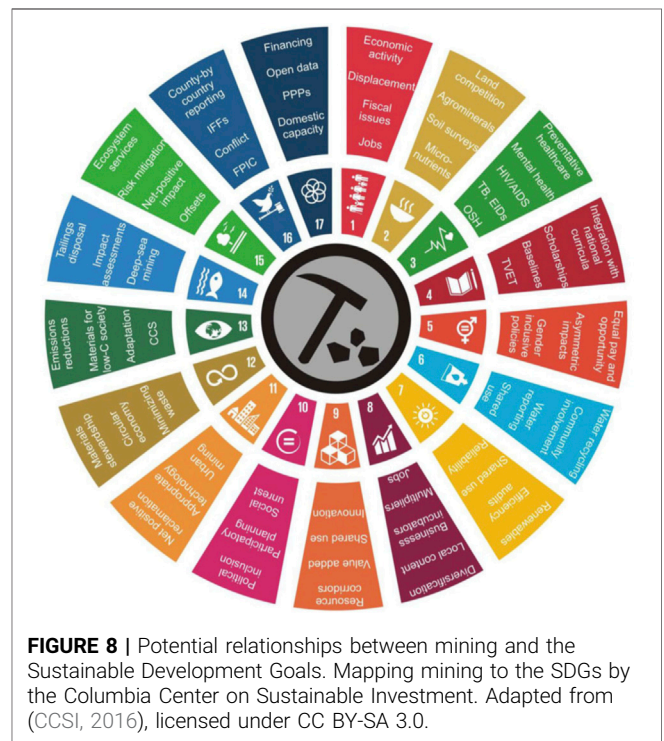 Economic
activity
Displacement
Fiscal
issues
Jobs
1
Land
competition
Agrominerals
Soil surveys
Micro-
nutrients
2
Preventative
healthcare
Mental health
HIV/AIDS
TB, EIDs
OSH
3
Integration with
national
curricula
Scholarships
Baselines
TVET
4
Equal pay and
opportunity
Asymmetric
impacts
Gender
inclusive
policies
5
Water recycling
Community
involvement
Water
reporting
Shared
use
6
Renewables
Efficiency
audits
Shared use
Reliability
7
Diversification
Local content
Business
incubators
Multipliers
Jobs
8
Resource
corridors
Value added
Shared use
Innovation
9
Political
inclusion
Participatory
planning
Social
unrest
10
Net positive
reclamation
Appropriate
technology
Urban
mining
11
Materials
stewardship
Circular
economy
Minimizing
waste
12
Emissions
reductions
Materials for
low-C society
Adaptation
CCS
13
Tailings
disposal
Impact
assessments
Deep-sea
mining
14
Ecosystem
services
Risk mitigation
Net-positive
impact
Offsets
15
County-by
country
reporting
IFFs
Conflict
FPIC
16
Financing
Open data
PPPs
Domestic
capacity
17
FIGURE 8 | Potential relationships between mining and the
Sustainable Development Goals. Mapping mining to the SDGs by
the Columbia Center on Sustainable Investment. Adapted from
(CCSI, 2016), licensed under CC BY-SA 3.0.